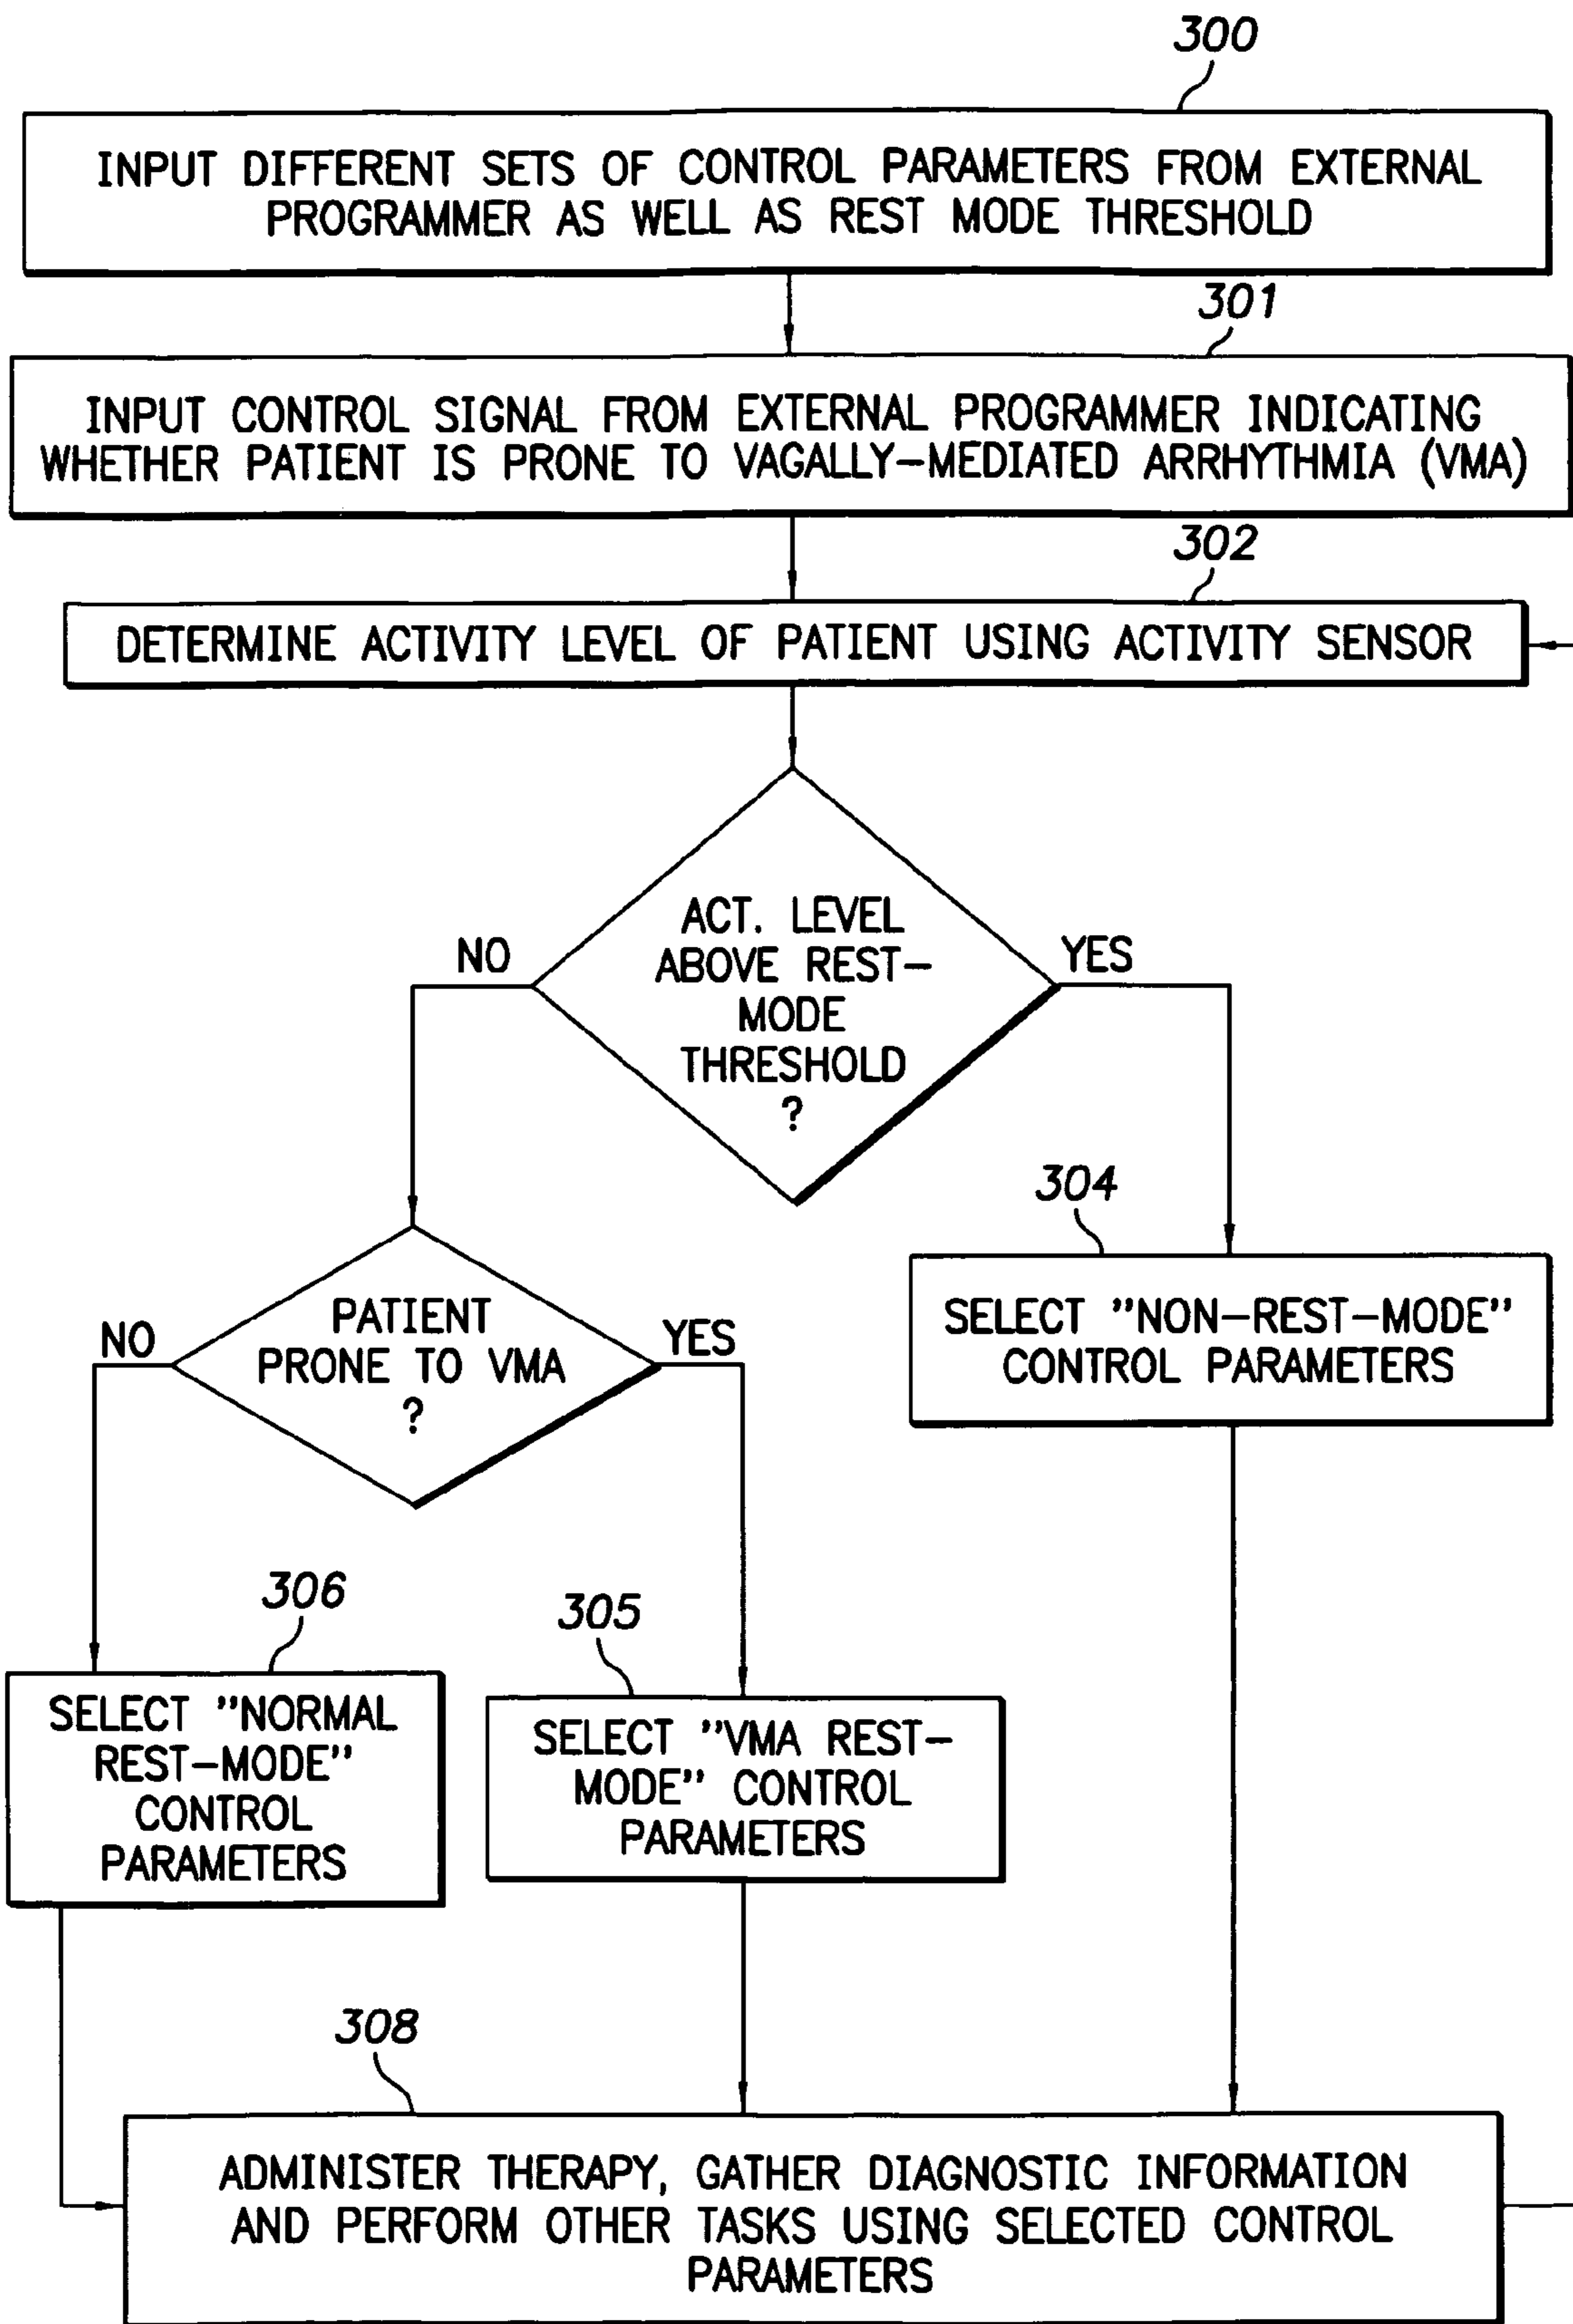 300
INPUT DIFFERENT SETS OF CONTROL PARAMETERS FROM EXTERNAL
PROGRAMMER AS WELL AS REST MODE THRESHOLD
301
INPUT CONTROL SIGNAL FROM EXTERNAL PROGRAMMER INDICATING
WHETHER PATIENT IS PRONE TO VAGALLY-MEDIATED ARRHYTHMIA (VMA)
302
DETERMINE ACTIVITY LEVEL OF PATIENT USING ACTIVITY SENSOR
ACT. LEVEL
ABOVE REST-
MODE
THRESHOLD
?
NO
YES
304
SELECT "NON-REST-MODE"
CONTROL PARAMETERS
PATIENT
PRONE TO VMA
?
NO
YES
306
SELECT "NORMAL
REST-MODE"
CONTROL
PARAMETERS
305
SELECT "VMA REST-
MODE" CONTROL
PARAMETERS
308
ADMINISTER THERAPY, GATHER DIAGNOSTIC INFORMATION
AND PERFORM OTHER TASKS USING SELECTED CONTROL
PARAMETERS